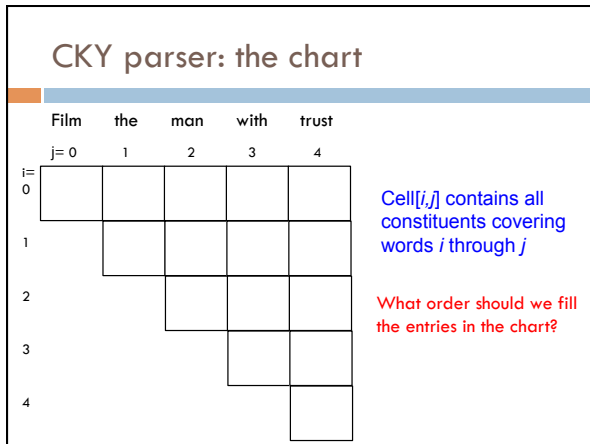 CKY parser: the chart
Film the man with trust
j= 0 1 2 3 4
i=
0
1
2
3
4
Cell[i,j] contains all
constituents covering
words i through j
What order should we fill
the entries in the chart?